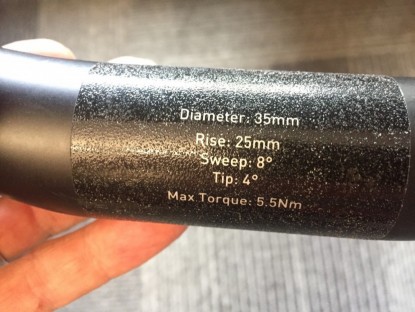 Diameter: 35mm
Rise: 25mm
Sweep: 8°
Tip: 4°
Max Torque: 5.5Nm